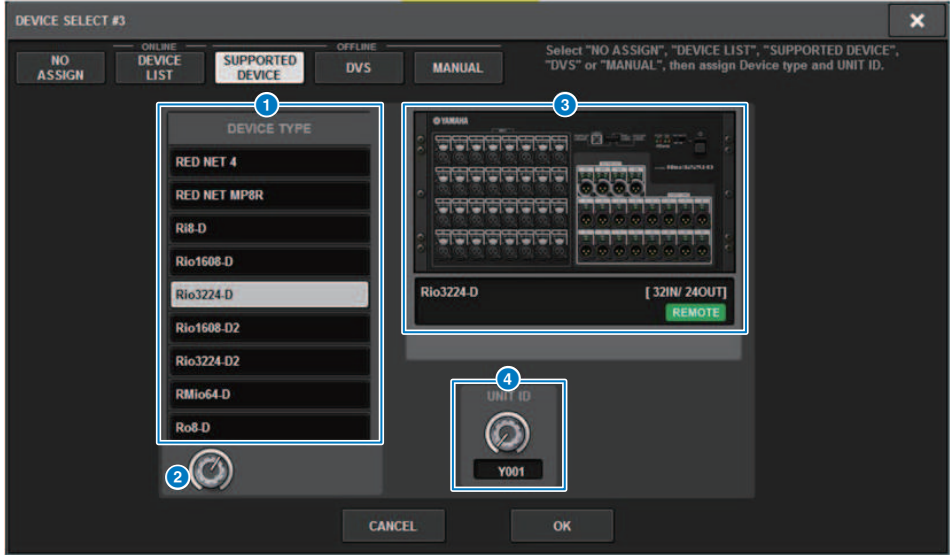 DEVICE SELECT #3
NO
ASSIGN
ONLINE
DEVICE
LIST
SUPPORTED
DEVICE
OFFLINE
DVS
MANUAL
Select "NO ASSIGN", "DEVICE LIST", "SUPPORTED DEVICE",
"DVS" or "MANUAL", then assign Device type and UNIT ID.
1
DEVICE TYPE
RED NET 4
RED NET MP8R
Ri8-D
Rio1608-D
Rio3224-D
Rio1608-D2
Rio3224-D2
RMio64-D
Ro8-D
2
3
YAMAHA
Rio3224-D
[ 32IN/ 24OUT]
REMOTE
4
UNIT ID
Y001
CANCEL
OK